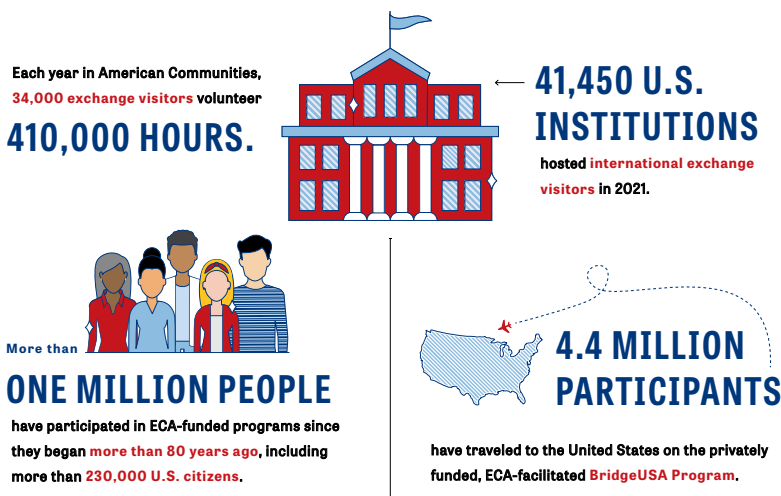 Each year in American Communities,
34,000 exchange visitors volunteer
410,000 HOURS.
41,450 U.S.
INSTITUTIONS
hosted international exchange
visitors in 2021.
More than
ONE MILLION PEOPLE
have participated in ECA-funded programs since
they began more than 80 years ago, including
more than 230,000 U.S. citizens.
4.4 MILLION
PARTICIPANTS
have traveled to the United States on the privately
funded, ECA-facilitated BridgeUSA Program.